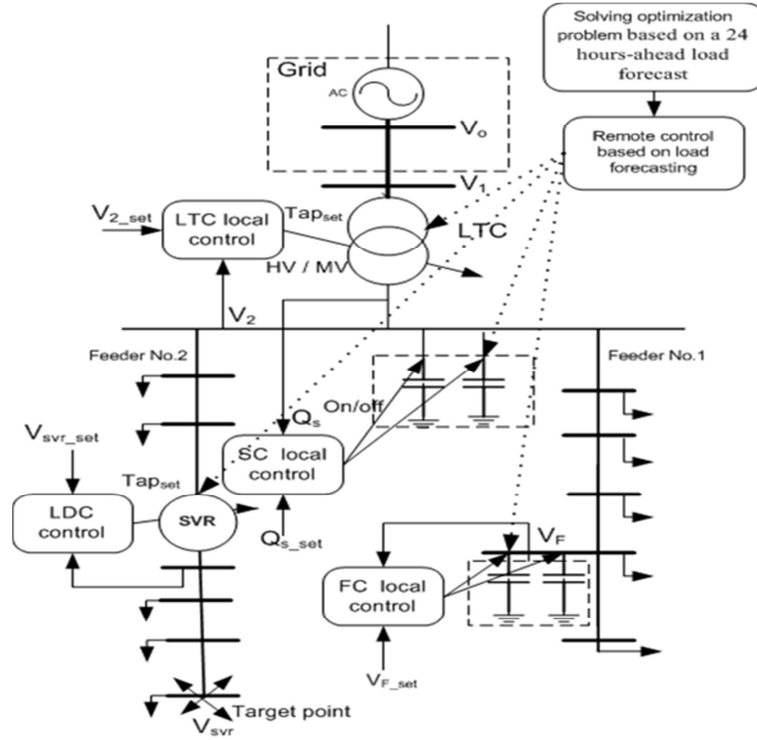 Solving optimization
problem based on a 24
hours-ahead load
forecast
Grid
AC
V₀
Remote control
based on load
forecasting
V₁
V₂_set
LTC local
control
Tapset
LTC
HV / MV
V₂
Feeder No.2
Feeder No.1
On/off
Qs
Vsvr_set
SC local
control
Tapset
LDC
control
SVR
Qs_set
VF
FC local
control
VF_set
Target point
Vsvr